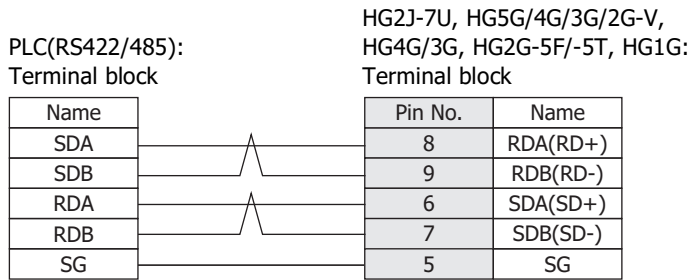 HG2J-7U, HG5G/4G/3G/2G-V,
PLC(RS422/485): HG4G/3G, HG2G-5F/-5T, HG1G:
Terminal block Terminal block
Name Pin No. Name
SDA 8 RDA(RD+)
SDB 9 RDB(RD-)
RDA 6 SDA(SD+)
RDB 7 SDB(SD-)
SG 5 SG